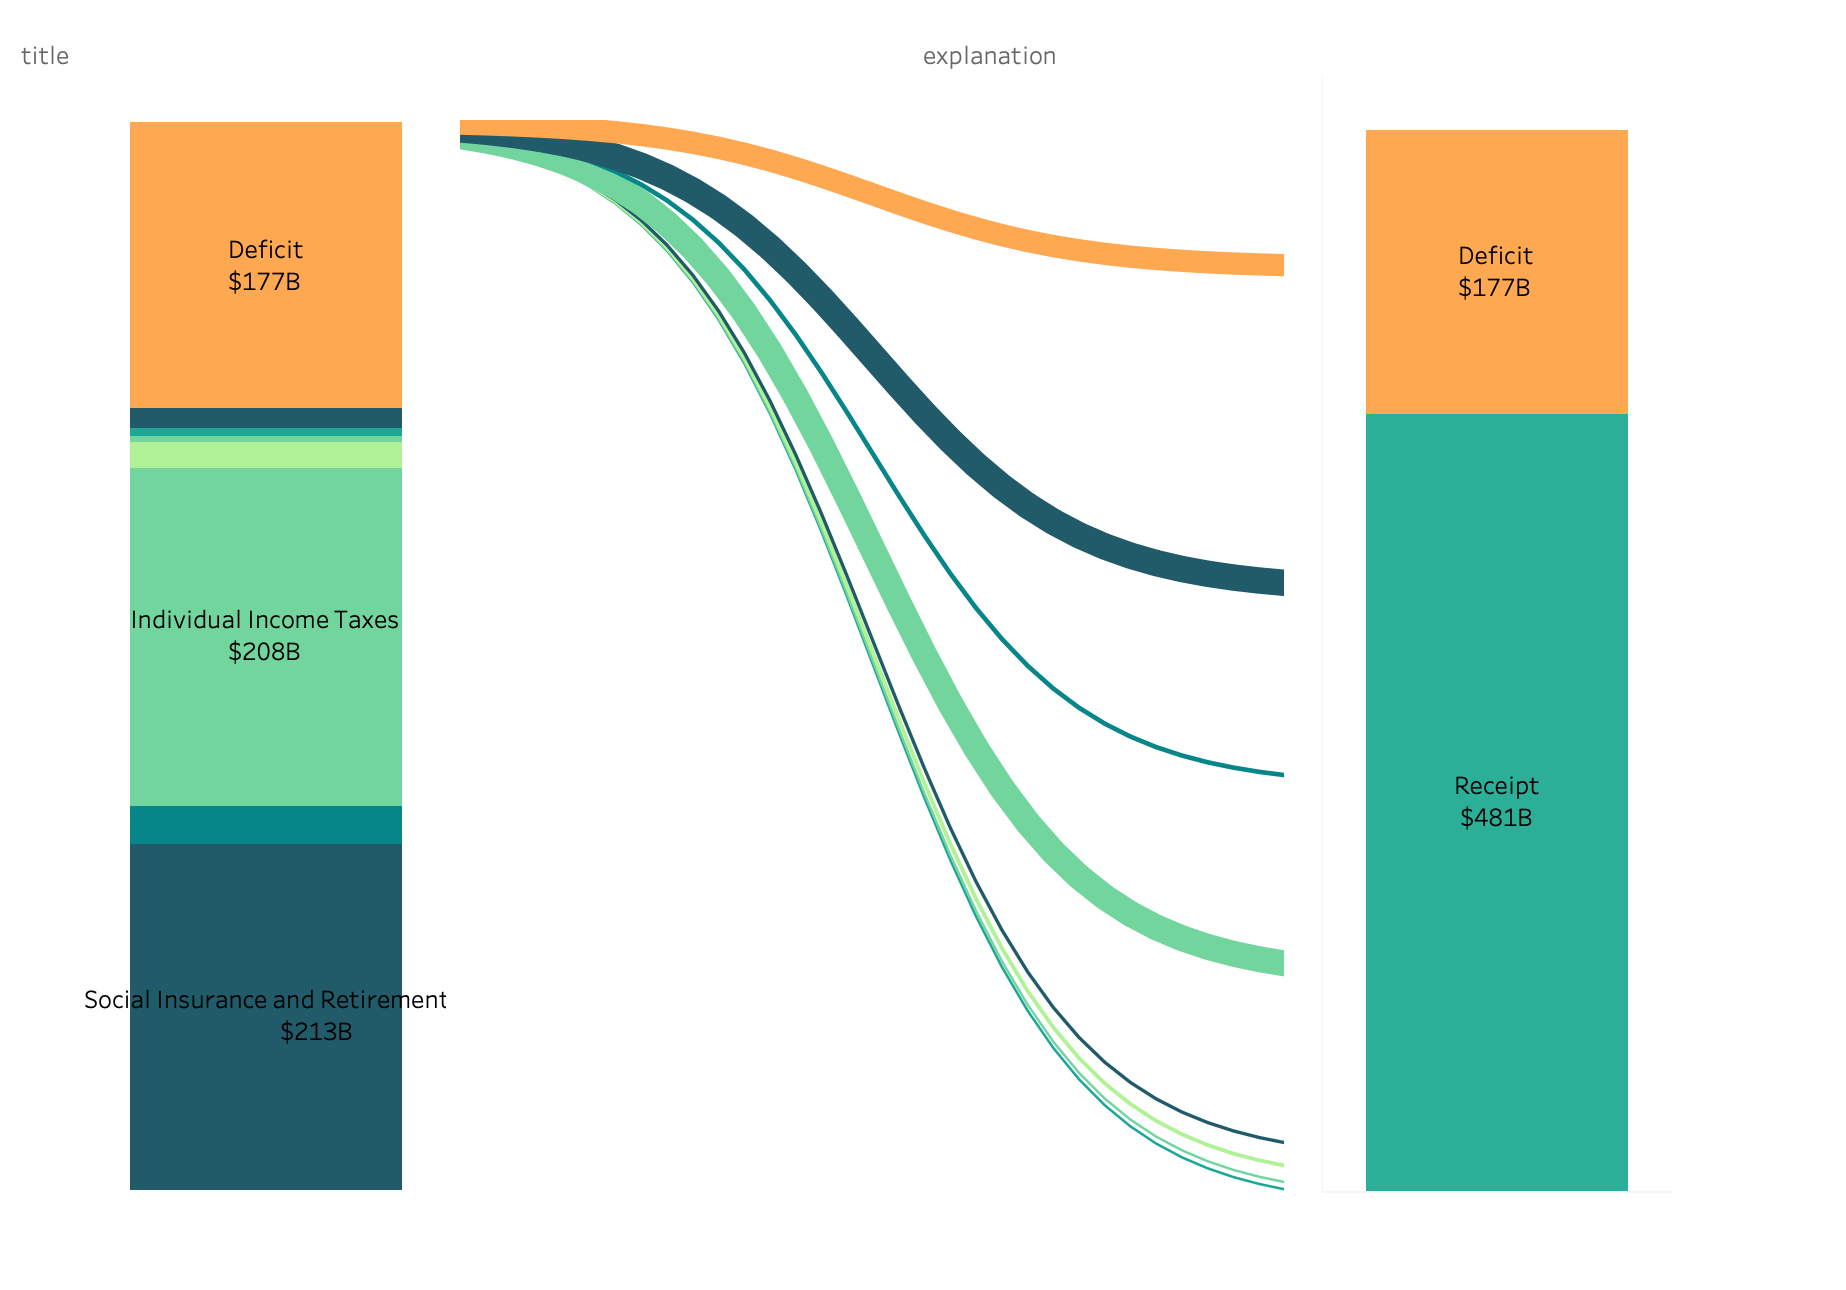 title
explanation
Deficit
$177B
Individual Income Taxes
$208B
Social Insurance and Retirement
$213B
Deficit
$177B
Receipt
$481B